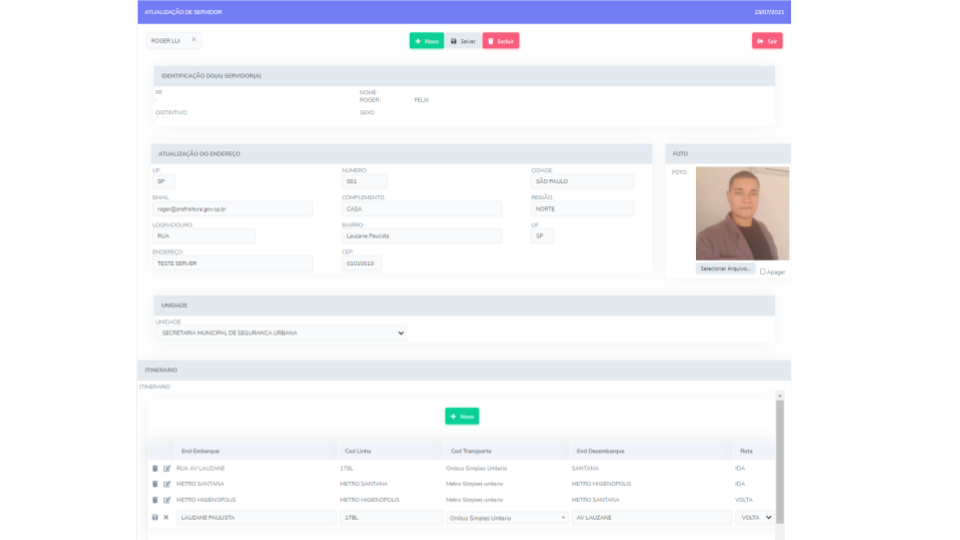 ATUALIZAÇÃO DE SERVIDOR 23/07/2021
ROGER LUI × + Novo Salvar Excluir Sair
IDENTIFICAÇÃO DO(A) SERVIDOR(A)
RF: NOME:
ROGER FELIX
DISTINTIVO: SEXO:
ATUALIZAÇÃO DO ENDEREÇO FOTO
UF: NUMERO: CIDADE: FOTO:
SP 001 SÃO PAULO
EMAIL: COMPLEMENTO: REGIÃO:
roger@prefreitura.gov.sp.br CASA NORTE
LOGRADOURO: BAIRRO: UF:
RUA Lauzane Paulista SP
ENDEREÇO: CEP:
TESTE SERVER 01010010
Selecionar Arquivo... Apagar
UNIDADE
UNIDADE
SECRETARIA MUNICIPAL DE SEGURANCA URBANA
ITINERARIO
ITINERARIO
+ Novo
End Embarque Cod Linha Cod Transporte End Desembarque Rota
RUA AV LAUZANE 178L Onibus Simples Unitario SANTANA IDA
METRO SANTANA METRO SANTANA Metro Simples unitario METRO HIGIENOPOLIS IDA
METRO HIGIENOPOLIS METRO HIGIENOPOLIS Metro Simples unitario METRO SANTANA VOLTA
LAUZANE PAULISTA 178L Onibus Simples Unitario AV LAUZANE VOLTA